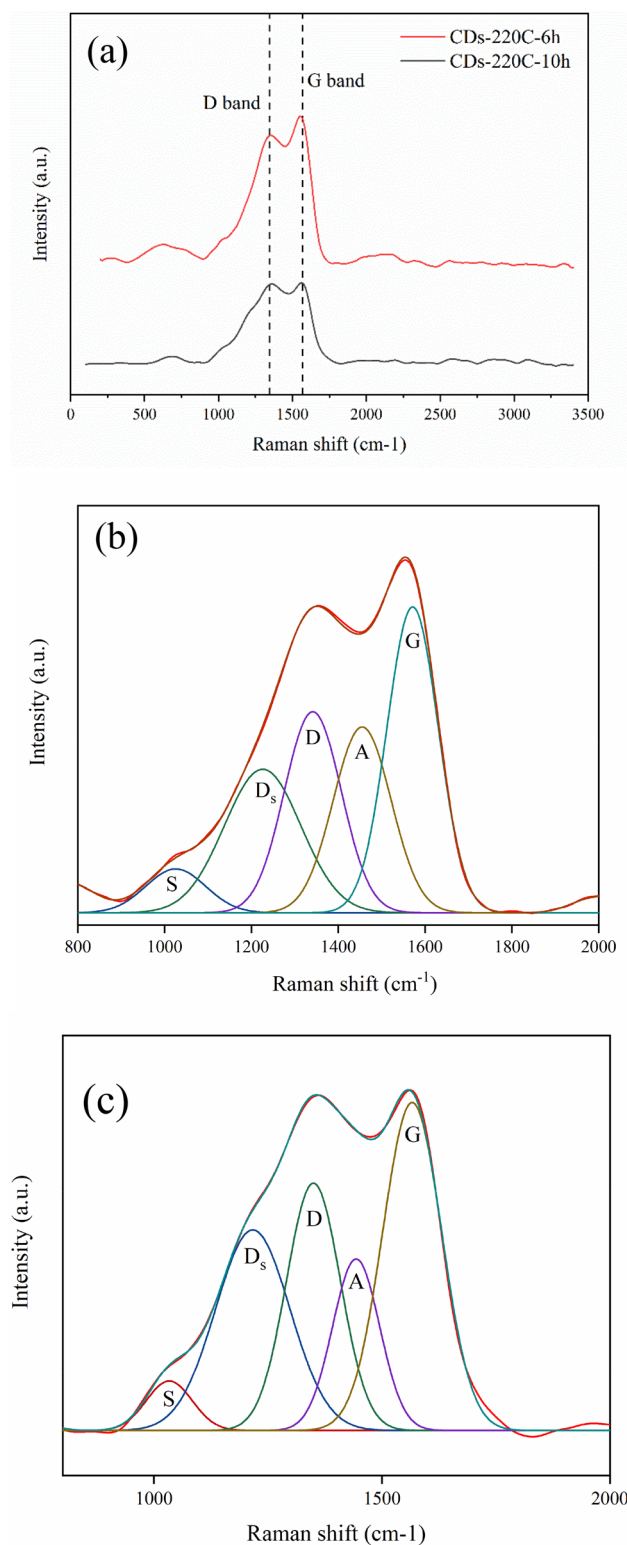 (a)
CDs-220C-6h
CDs-220C-10h
D band
G band
Intensity (a.u.)
0 500 1000 1500 2000 2500 3000 3500
Raman shift (cm-1)
(b)
G
D
A
Ds
S
Intensity (a.u.)
800 1000 1200 1400 1600 1800 2000
Raman shift (cm⁻¹)
(c)
G
D
Ds
A
S
Intensity (a.u.)
1000 1500 2000
Raman shift (cm-1)